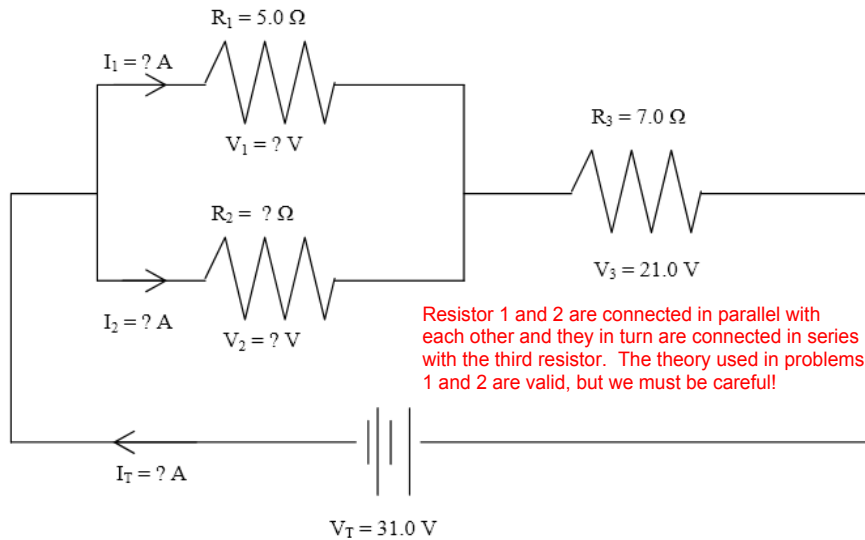 R₁ = 5.0 Ω
I₁ = ? A
V₁ = ? V
R₃ = 7.0 Ω
R₂ = ? Ω
V₃ = 21.0 V
I₂ = ? A
V₂ = ? V
Resistor 1 and 2 are connected in parallel with
each other and they in turn are connected in series
with the third resistor. The theory used in problems
1 and 2 are valid, but we must be careful!
I_T = ? A
V_T = 31.0 V